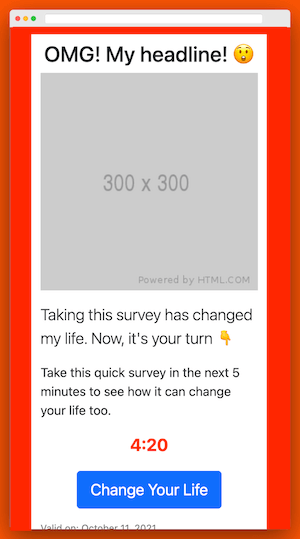 OMG! My headline! 😲
300 x 300
Powered by HTML.COM
Taking this survey has changed
my life. Now, it's your turn 👇
Take this quick survey in the next 5
minutes to see how it can change
your life too.
4:20
Change Your Life
Valid on: October 11, 2021